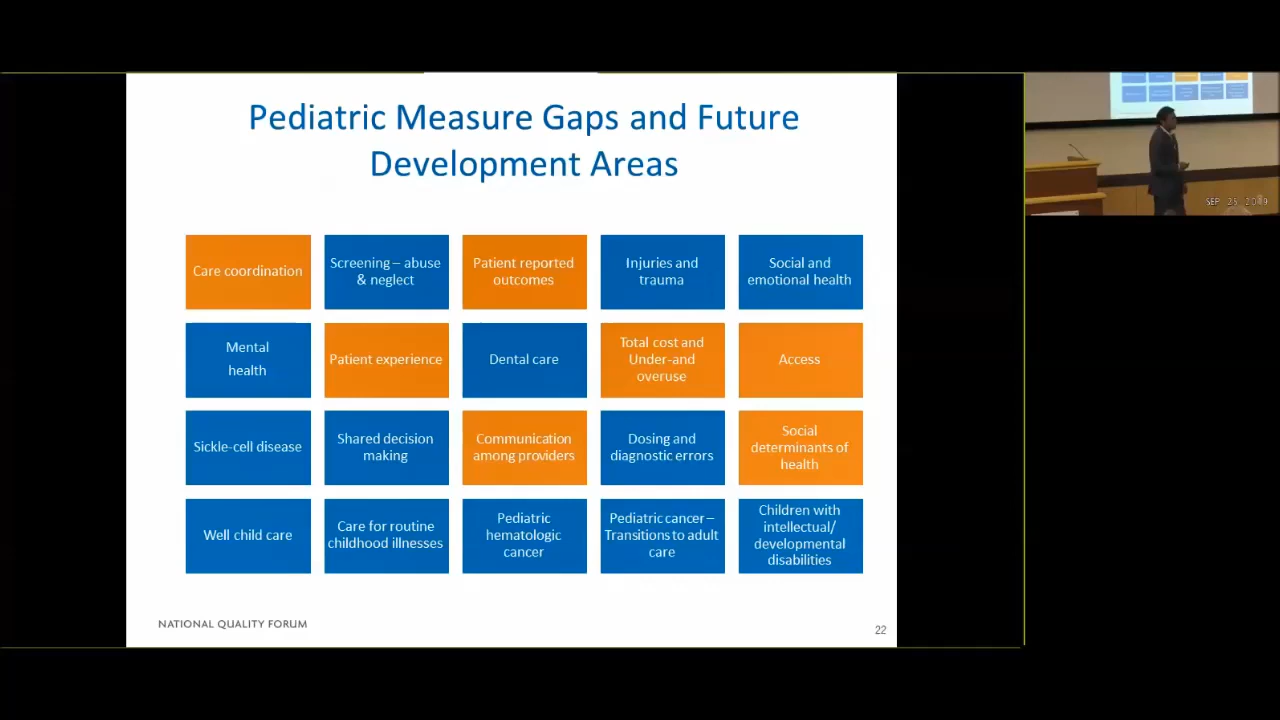 Pediatric Measure Gaps and Future
Development Areas
Care coordination
Screening – abuse
& neglect
Patient reported
outcomes
Injuries and
trauma
Social and
emotional health
Mental
health
Patient experience
Dental care
Total cost and
Under-and
overuse
Access
Sickle-cell disease
Shared decision
making
Communication
among providers
Dosing and
diagnostic errors
Social
determinants of
health
Well child care
Care for routine
childhood illnesses
Pediatric
hematologic
cancer
Pediatric cancer –
Transitions to adult
care
Children with
intellectual/
developmental
disabilities
NATIONAL QUALITY FORUM
22
SEP 25 2019